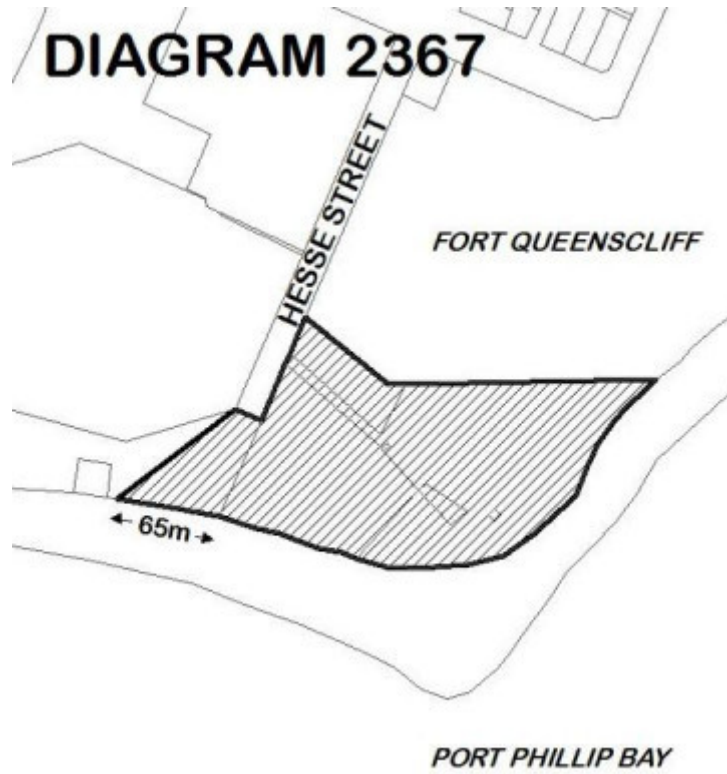 DIAGRAM 2367
HESSE STREET
FORT QUEENSCLIFF
65m
PORT PHILLIP BAY